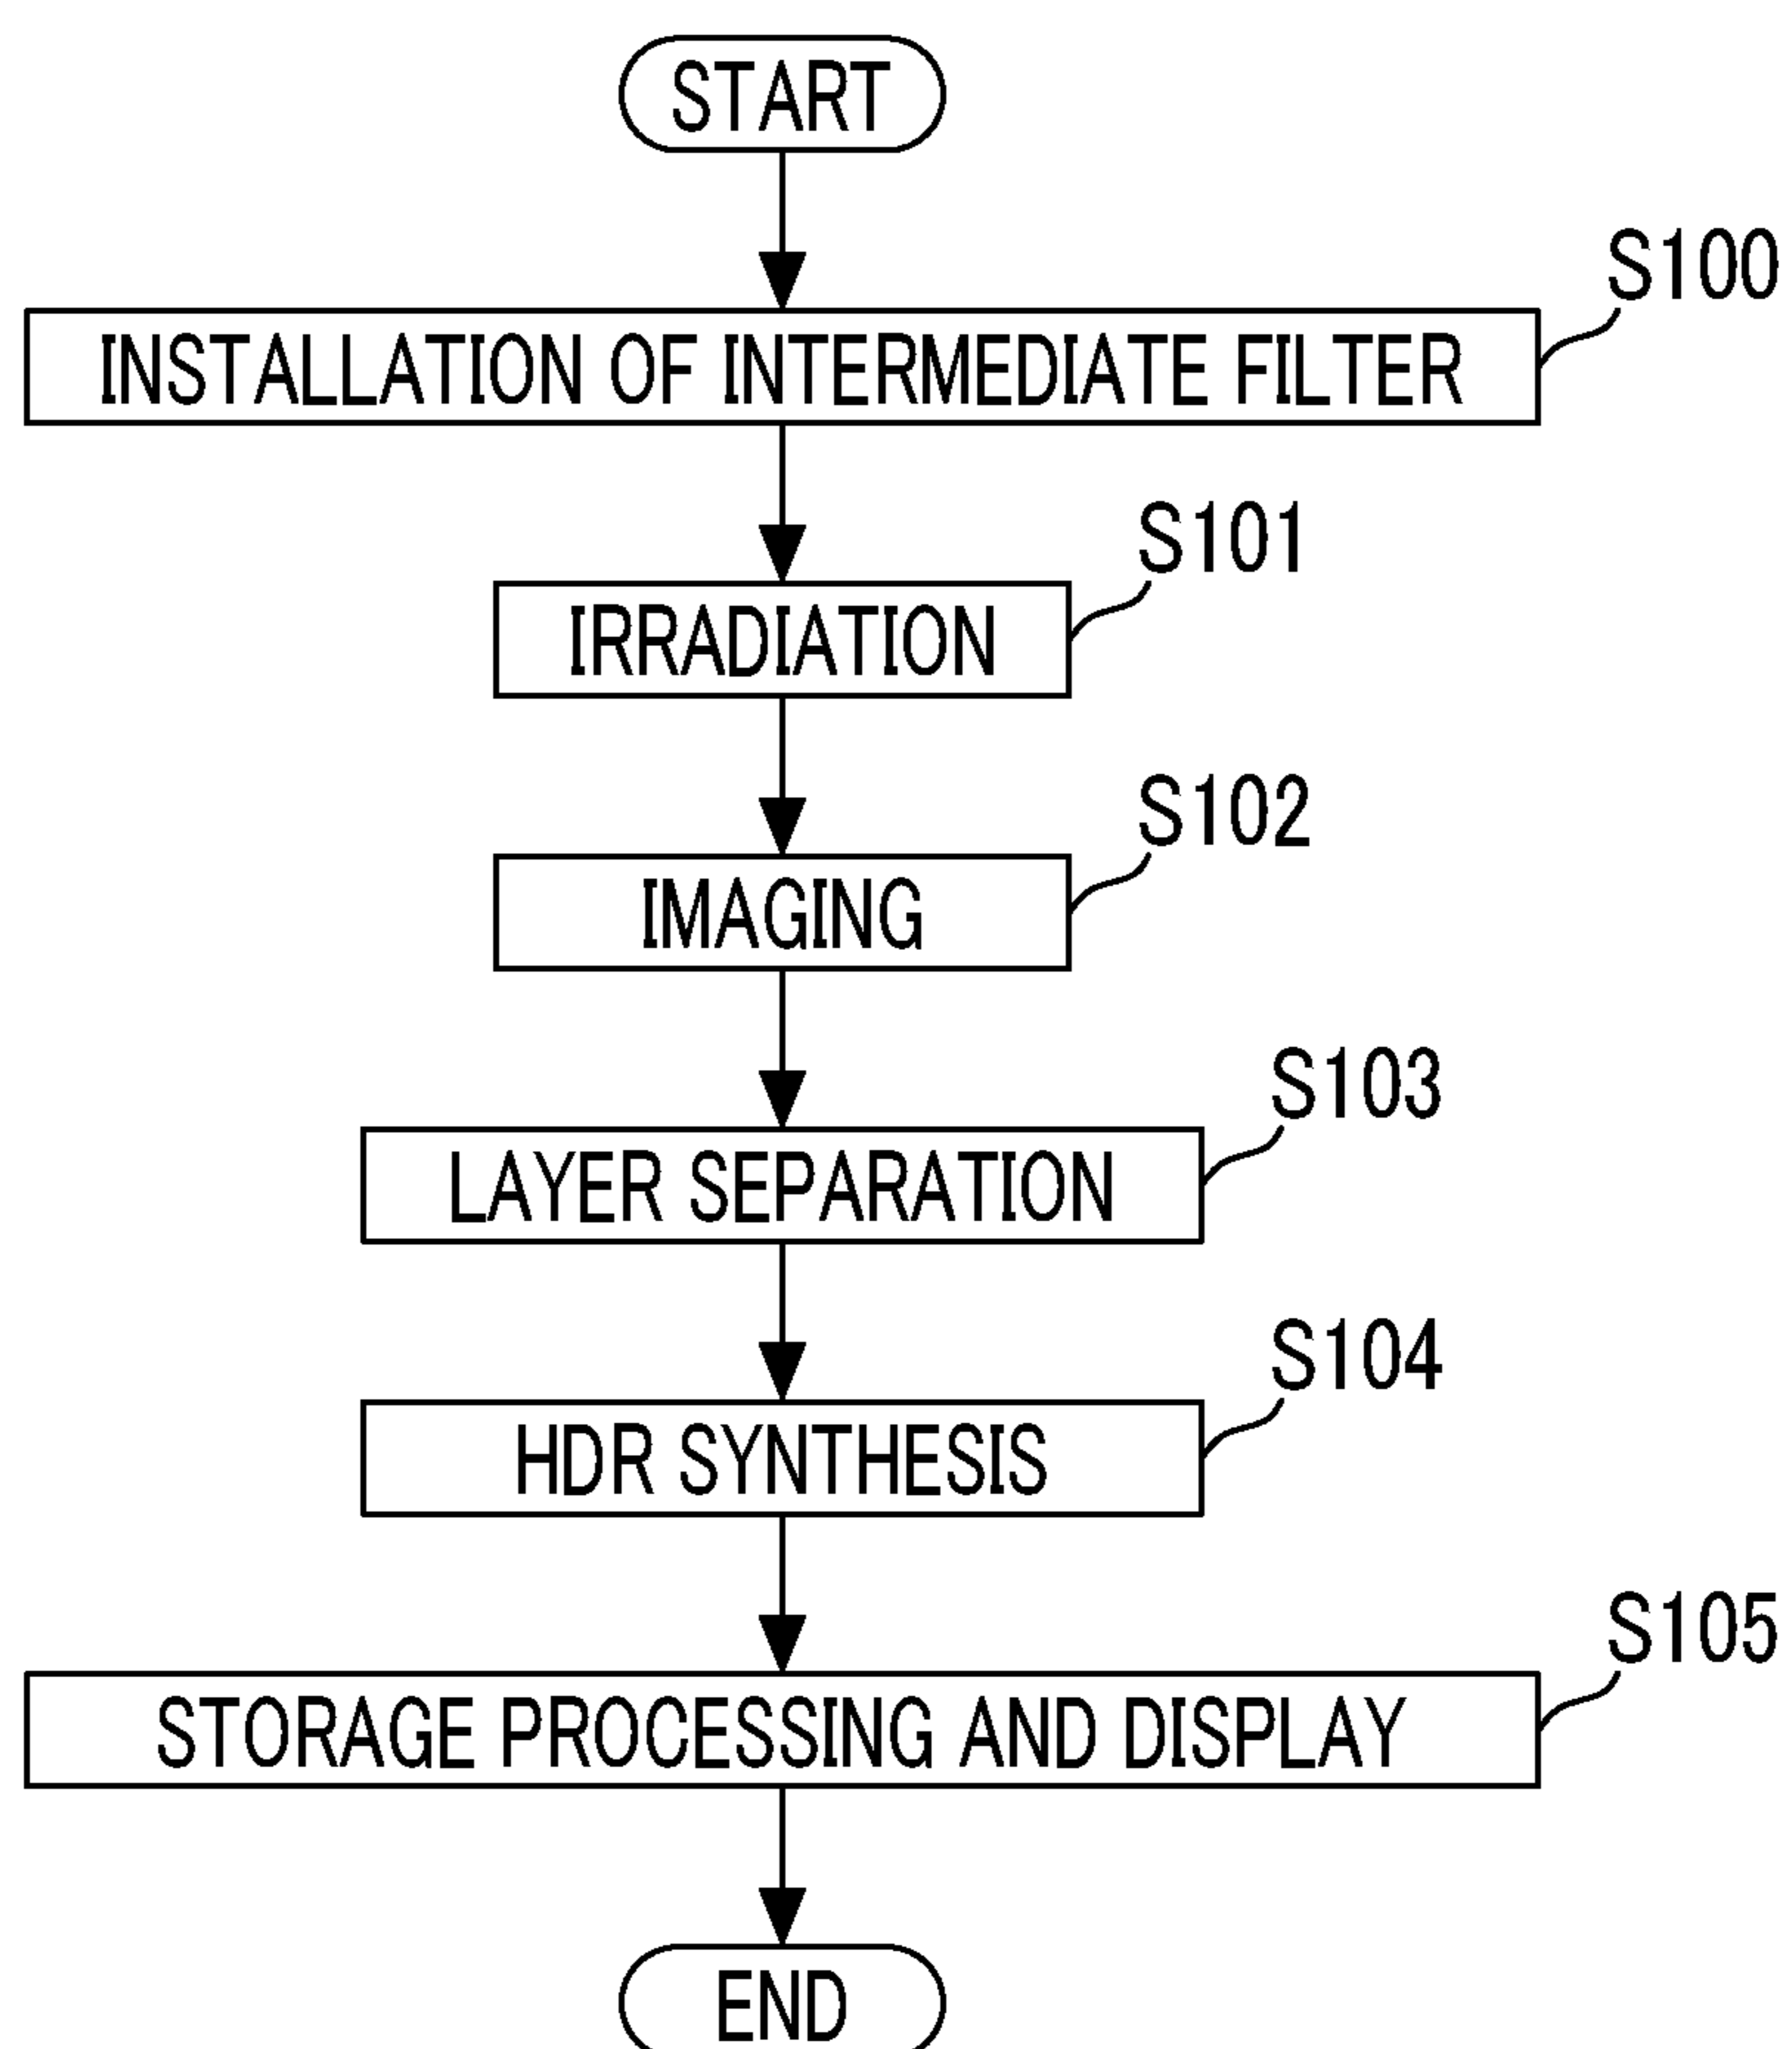 START
S100
INSTALLATION OF INTERMEDIATE FILTER
S101
IRRADIATION
S102
IMAGING
S103
LAYER SEPARATION
S104
HDR SYNTHESIS
S105
STORAGE PROCESSING AND DISPLAY
END